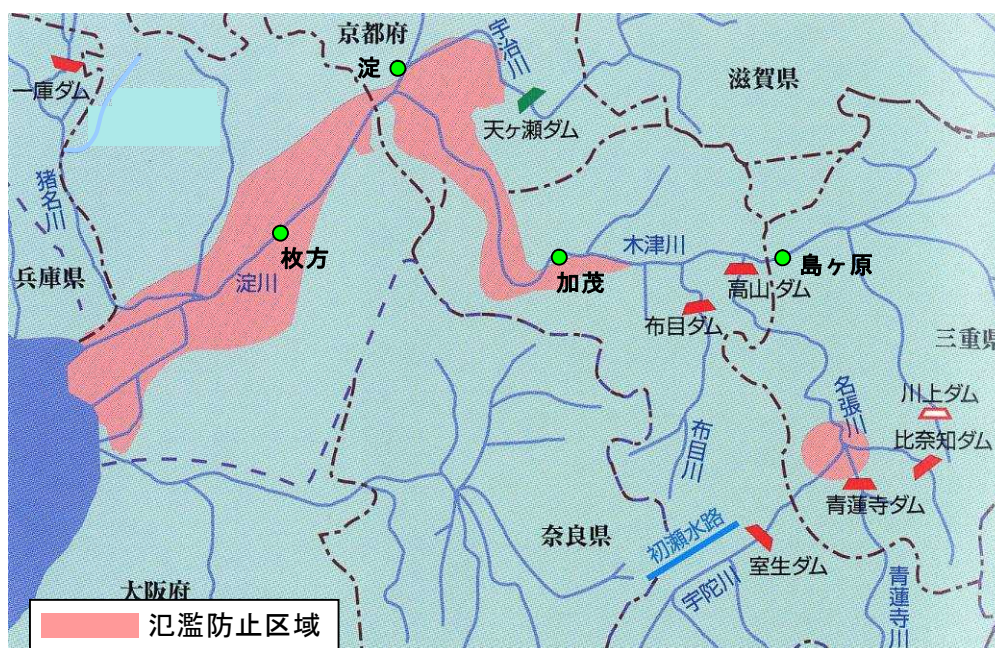 京都府
宇治川
淀
滋賀県
一庫ダム
天ヶ瀬ダム
猪名川
兵庫県
枚方
淀川
木津川
加茂
島ヶ原
高山ダム
布目ダム
三重県
名張川
川上ダム
比奈知ダム
布目川
青蓮寺ダム
奈良県
初瀬水路
室生ダム
宇陀川
青蓮寺川
大阪府
氾濫防止区域